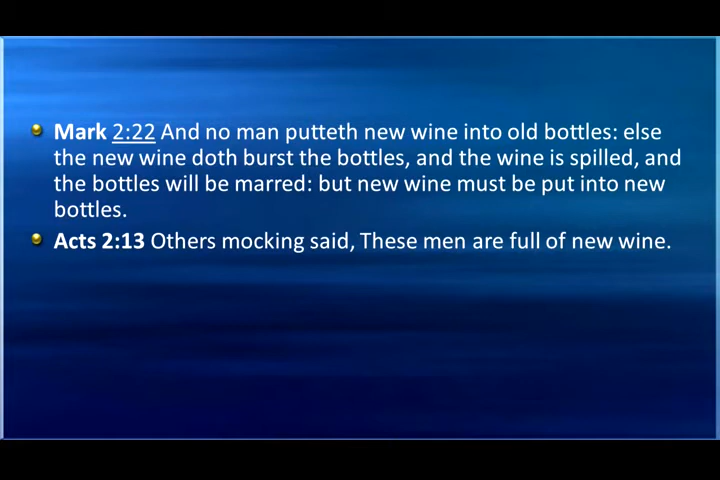 Mark 2:22 And no man putteth new wine into old bottles: else
the new wine doth burst the bottles, and the wine is spilled, and
the bottles will be marred: but new wine must be put into new
bottles.
Acts 2:13 Others mocking said, These men are full of new wine.